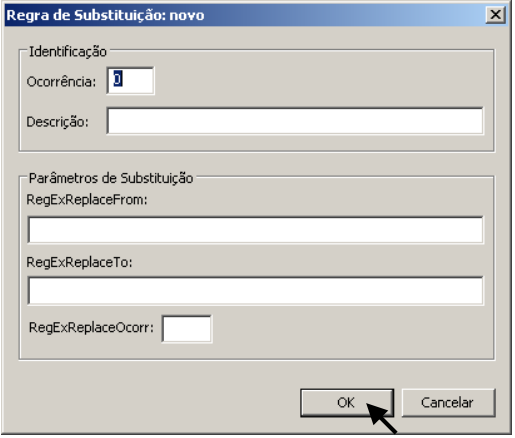 Regra de Substituição: novo
Identificação
Ocorrência: 0
Descrição:
Parâmetros de Substituição
RegExReplaceFrom:
RegExReplaceTo:
RegExReplaceOcorr:
OK Cancelar